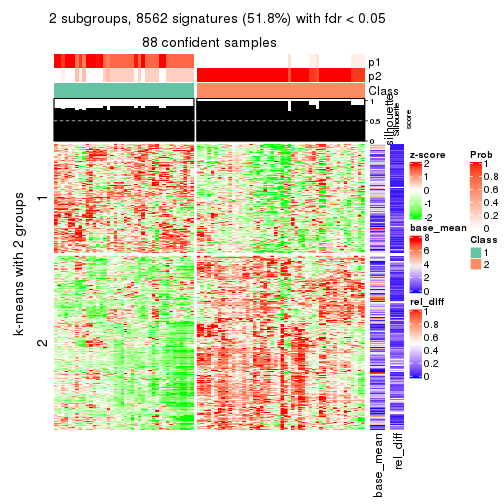 2 subgroups, 8562 signatures (51.8%) with fdr < 0.05
88 confident samples
p1
p2
Class
silhouette
1
0.5
0
Silhouette
score
k-means with 2 groups
1
2
base_mean
rel_diff
z-score
2
1
0
-1
-2
base_mean
8
6
4
2
0
rel_diff
1
0.8
0.6
0.4
0.2
0
Prob
1
0.8
0.6
0.4
0.2
0
Class
1
2